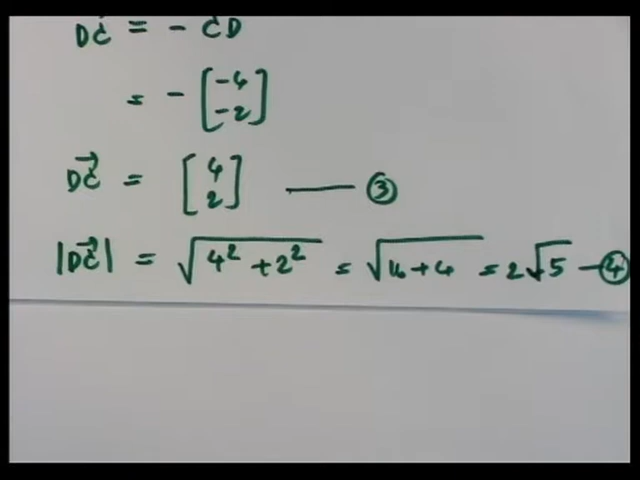 DC = - CD
= - [-4 -2]
DC→ = [4 2] —— ③
|DC→| = √4² + 2² = √16+4 = 2√5 — ④